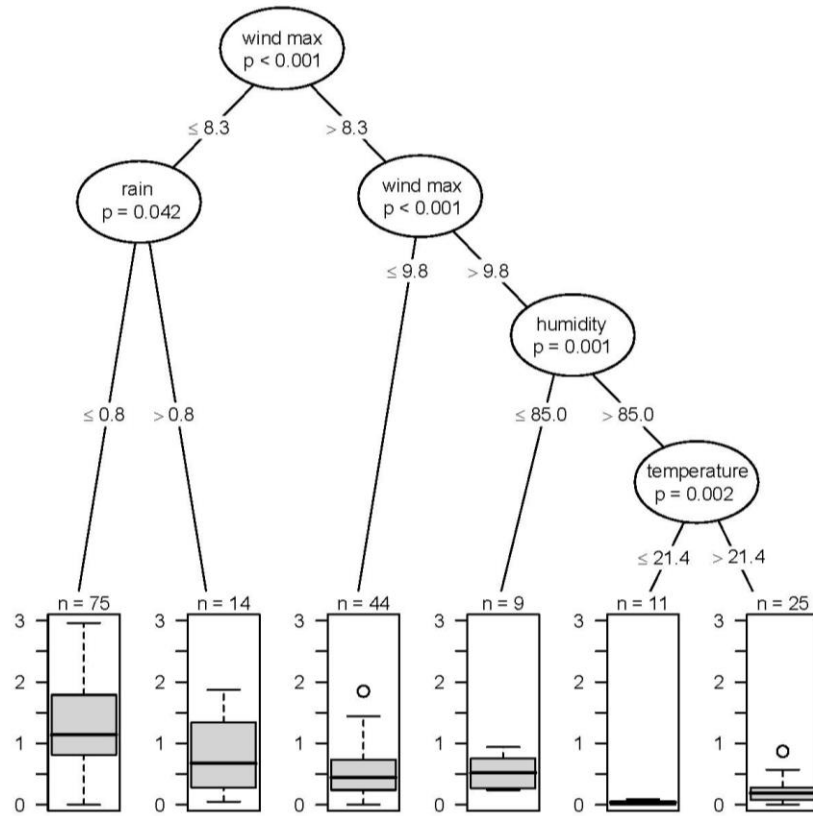 wind max
p < 0.001
≤ 8.3
> 8.3
rain
p = 0.042
wind max
p < 0.001
≤ 9.8
> 9.8
humidity
p = 0.001
≤ 0.8
> 0.8
≤ 85.0
> 85.0
temperature
p = 0.002
≤ 21.4
> 21.4
n = 75
n = 14
n = 44
n = 9
n = 11
n = 25
3 3 3 3 3 3
2 2 2 2 2 2
1 1 1 1 1 1
0 0 0 0 0 0